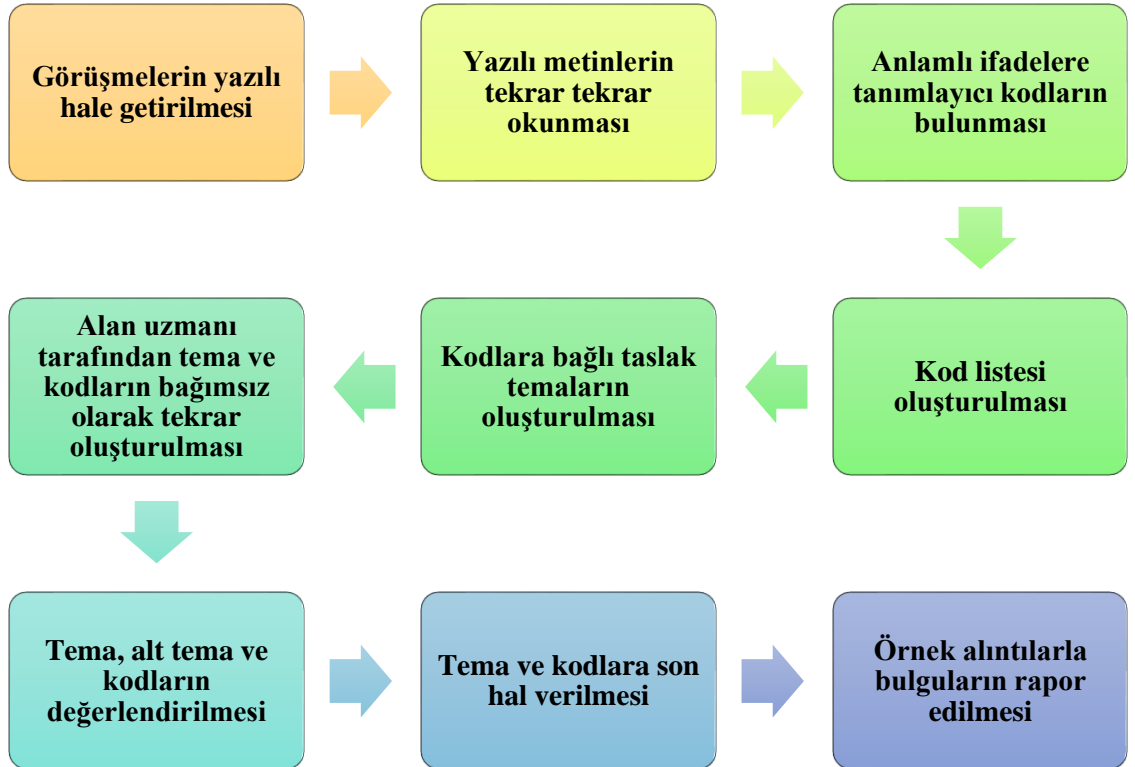 Görüşmelerin yazılı
hale getirilmesi
Yazılı metinlerin
tekrar tekrar
okunması
Anlamlı ifadelere
tanımlayıcı kodların
bulunması
Kod listesi
oluşturulması
Kodlara bağlı taslak
temaların
oluşturulması
Alan uzmanı
tarafından tema ve
kodların bağımsız
olarak tekrar
oluşturulması
Tema, alt tema ve
kodların
değerlendirilmesi
Tema ve kodlara son
hal verilmesi
Örnek alıntılarla
bulguların rapor
edilmesi